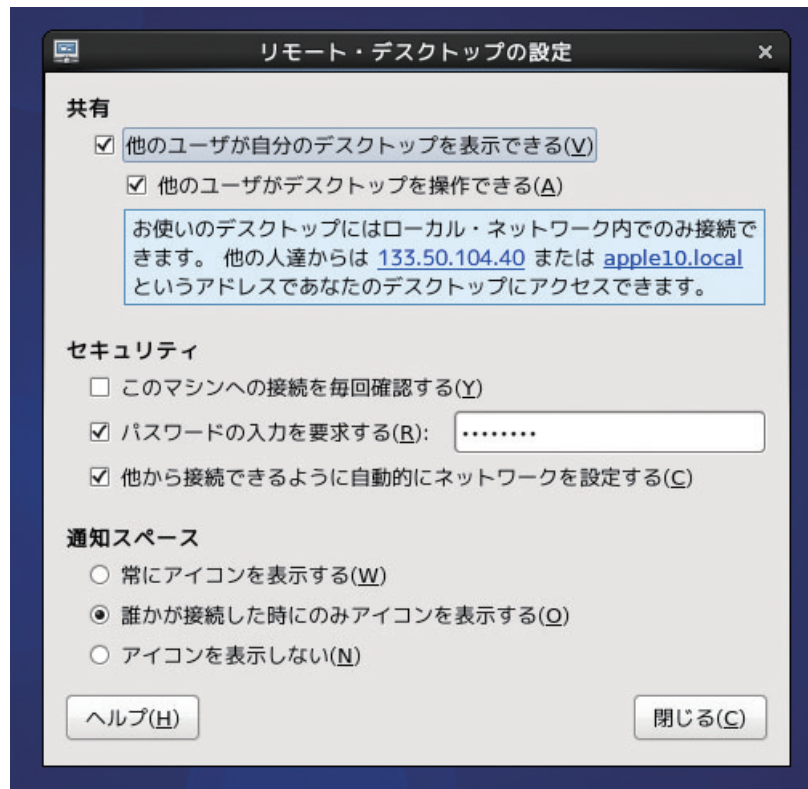 リモート・デスクトップの設定
共有
他のユーザが自分のデスクトップを表示できる(V)
他のユーザがデスクトップを操作できる(A)
お使いのデスクトップにはローカル・ネットワーク内でのみ接続で
きます。 他の人達からは 133.50.104.40 または apple10.local
というアドレスであなたのデスクトップにアクセスできます。
セキュリティ
このマシンへの接続を毎回確認する(Y)
パスワードの入力を要求する(R): ••••••••
他から接続できるように自動的にネットワークを設定する(C)
通知スペース
常にアイコンを表示する(W)
誰かが接続した時にのみアイコンを表示する(O)
アイコンを表示しない(N)
ヘルプ(H) 閉じる(C)